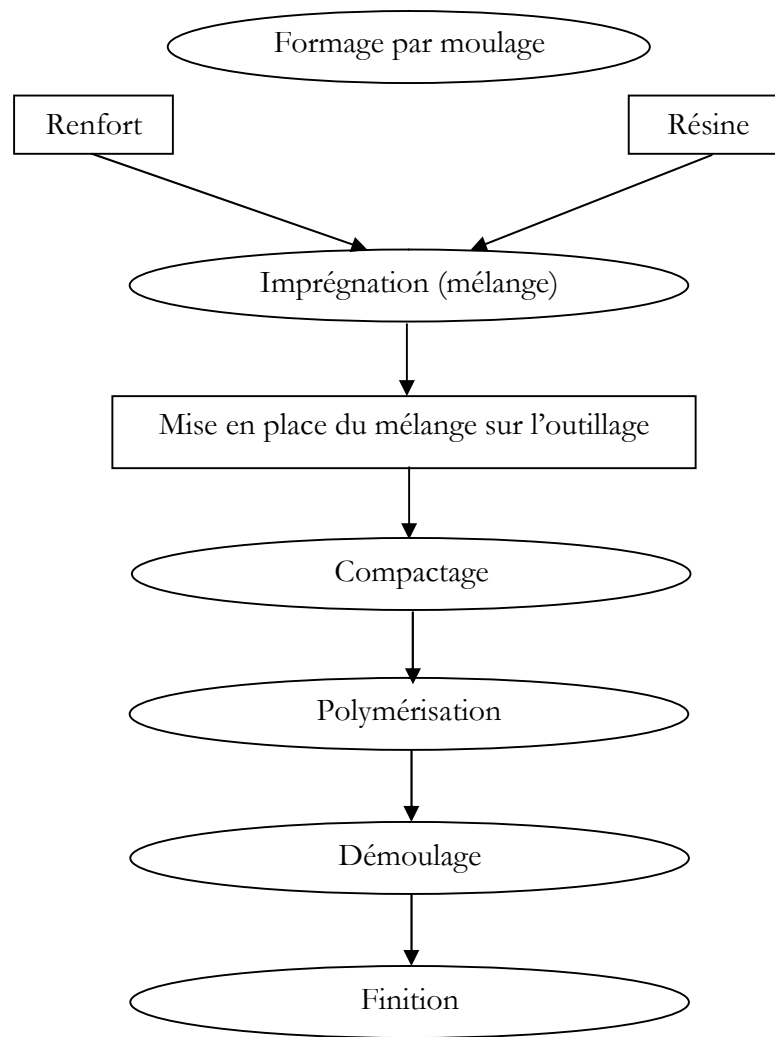 Formage par moulage
Renfort
Résine
Imprégnation (mélange)
Mise en place du mélange sur l’outillage
Compactage
Polymérisation
Démoulage
Finition